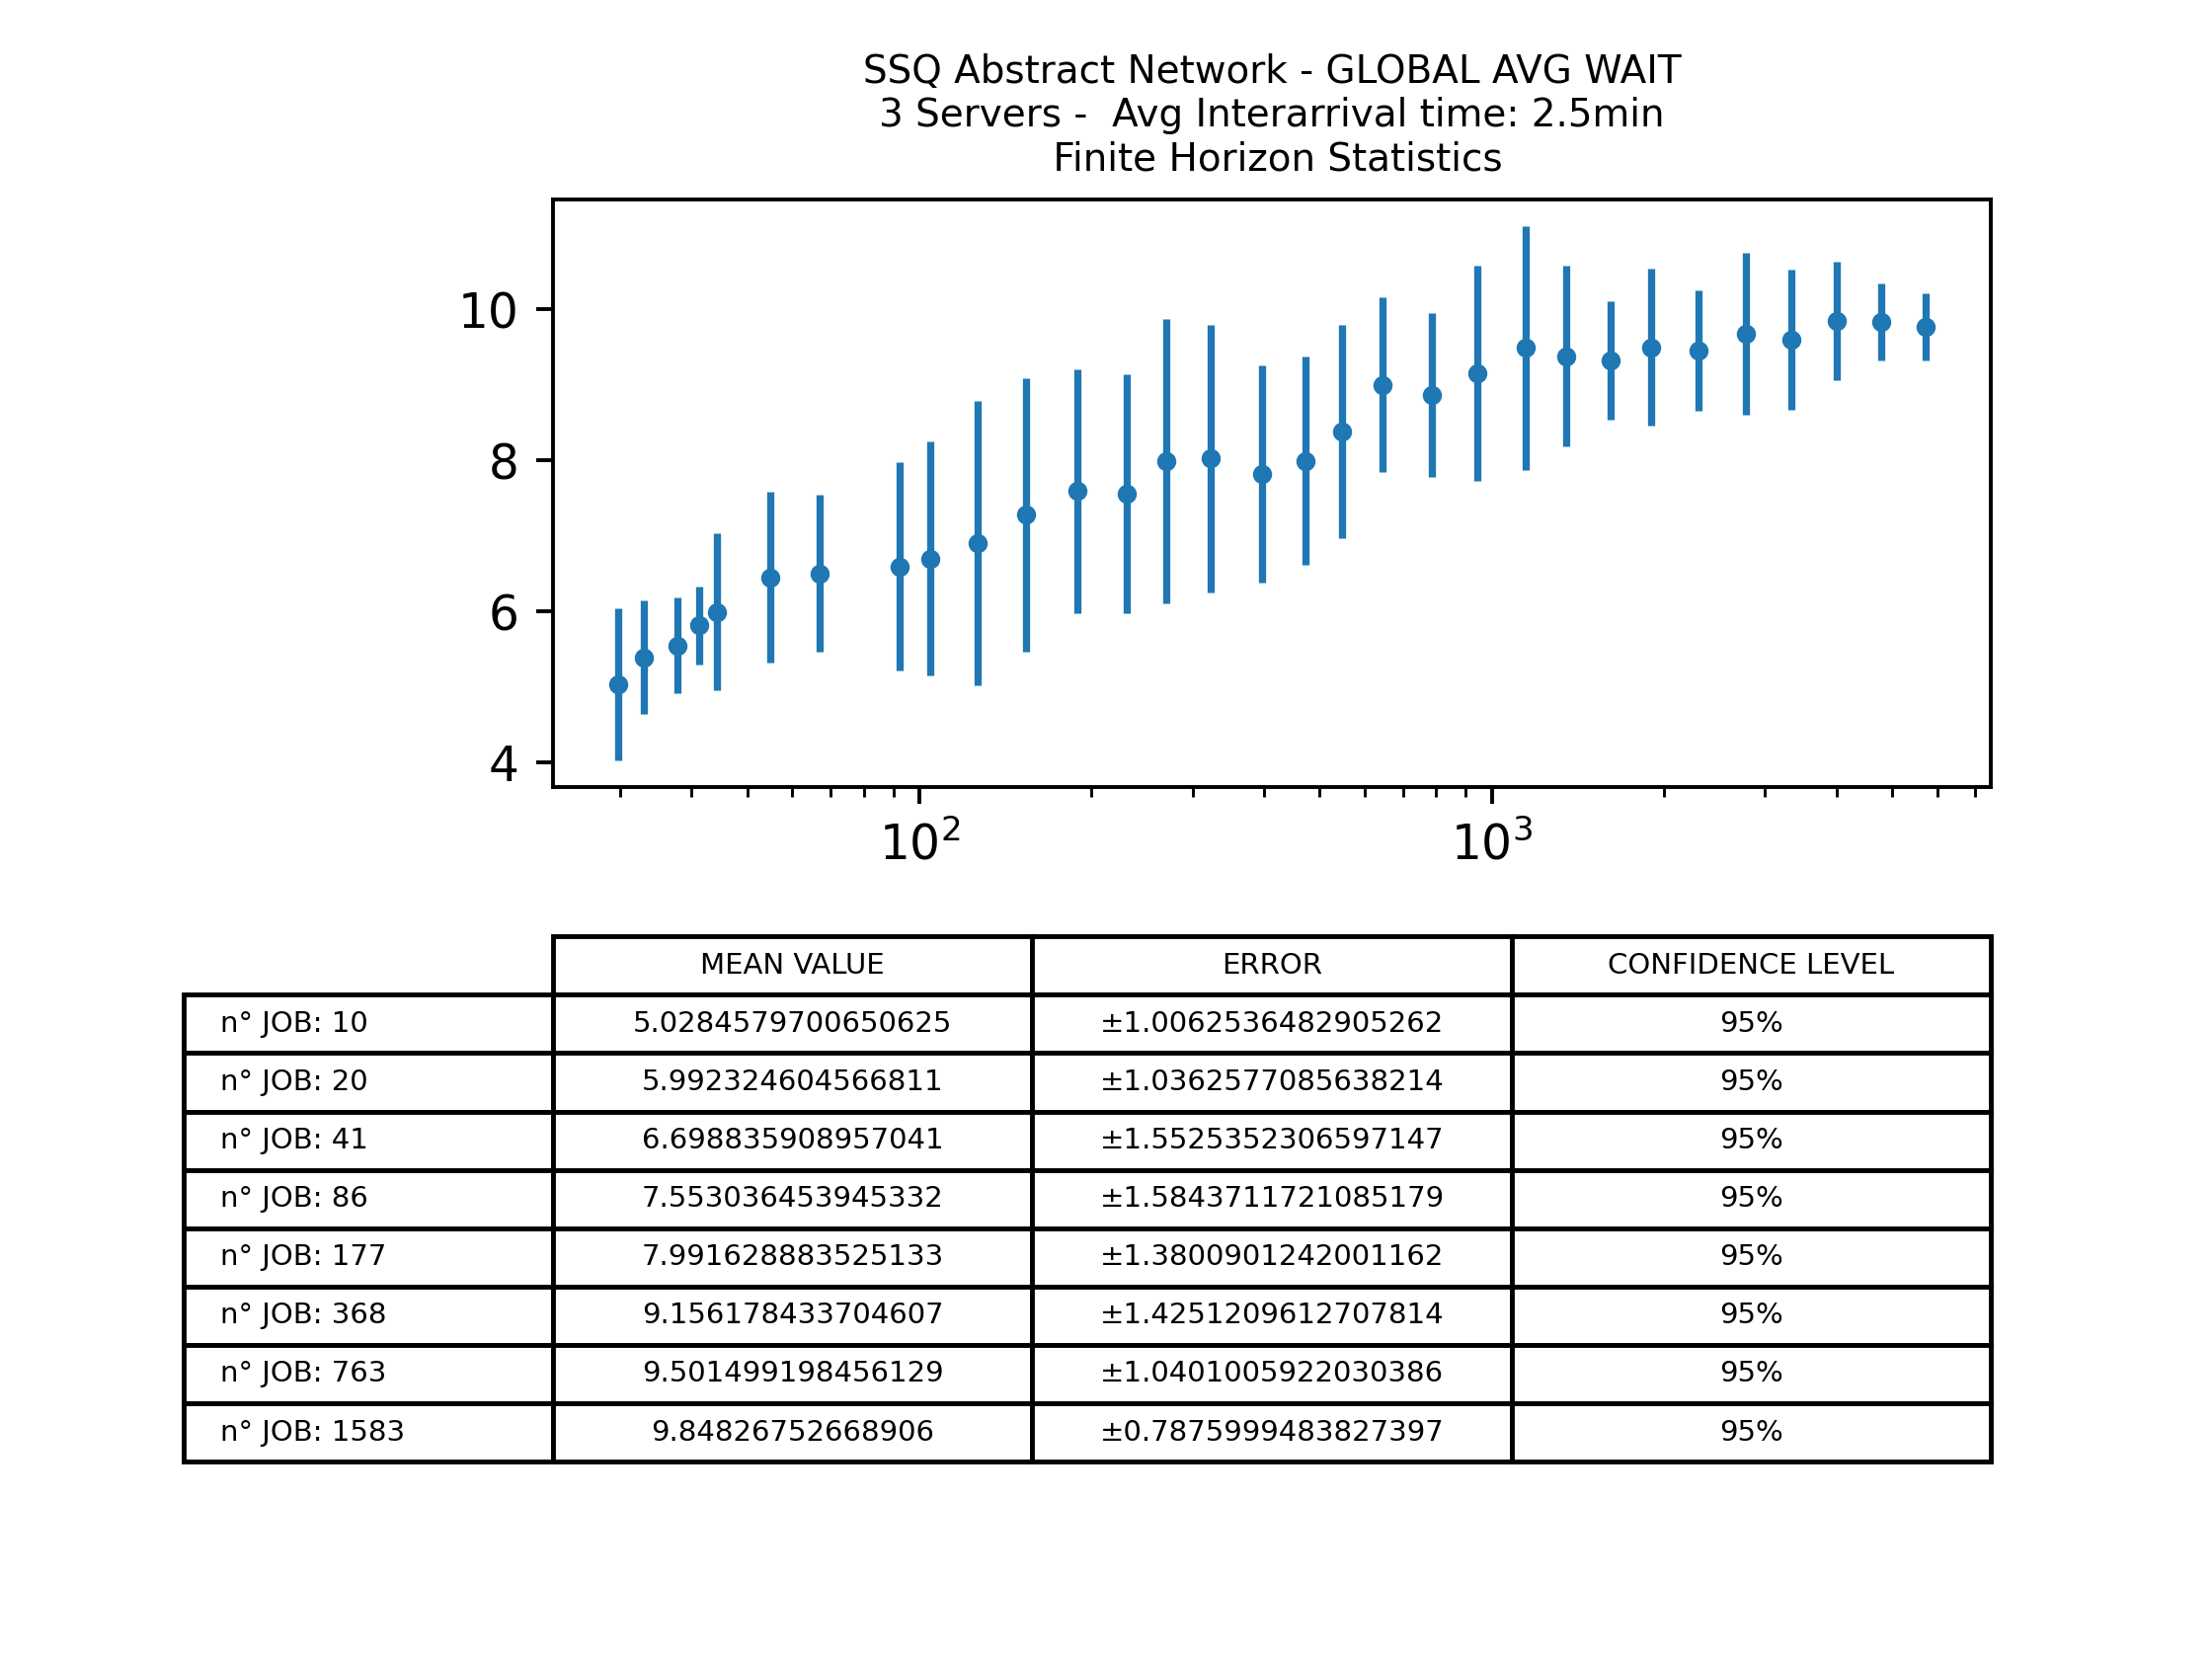 SSQ Abstract Network - GLOBAL AVG WAIT
3 Servers -  Avg Interarrival time: 2.5min
Finite Horizon Statistics
10
8
6
4
10² 10³
MEAN VALUE ERROR CONFIDENCE LEVEL
n° JOB: 10 5.0284579700650625 ±1.0062536482905262 95%
n° JOB: 20 5.992324604566811 ±1.0362577085638214 95%
n° JOB: 41 6.698835908957041 ±1.5525352306597147 95%
n° JOB: 86 7.553036453945332 ±1.5843711721085179 95%
n° JOB: 177 7.991628883525133 ±1.3800901242001162 95%
n° JOB: 368 9.156178433704607 ±1.4251209612707814 95%
n° JOB: 763 9.501499198456129 ±1.0401005922030386 95%
n° JOB: 1583 9.84826752668906 ±0.7875999483827397 95%